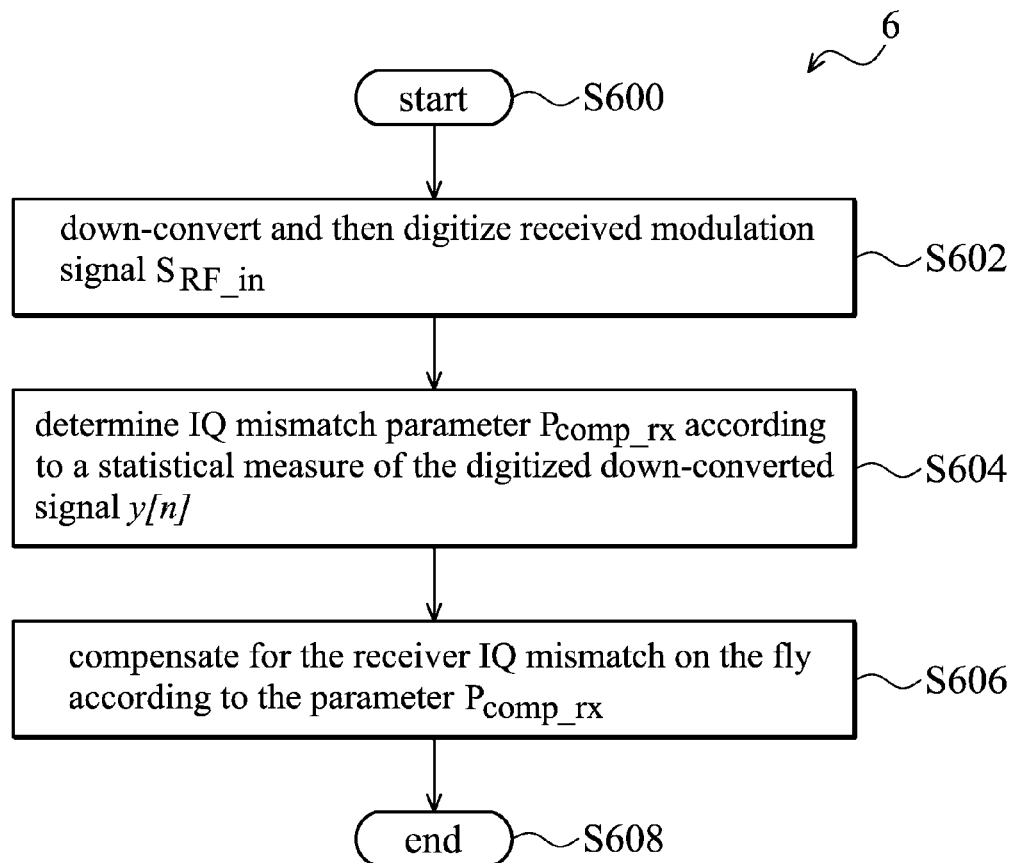 6
start
S600
down-convert and then digitize received modulation
signal S_RF_in
S602
determine IQ mismatch parameter P_comp_rx according
to a statistical measure of the digitized down-converted
signal y[n]
S604
compensate for the receiver IQ mismatch on the fly
according to the parameter P_comp_rx
S606
end
S608